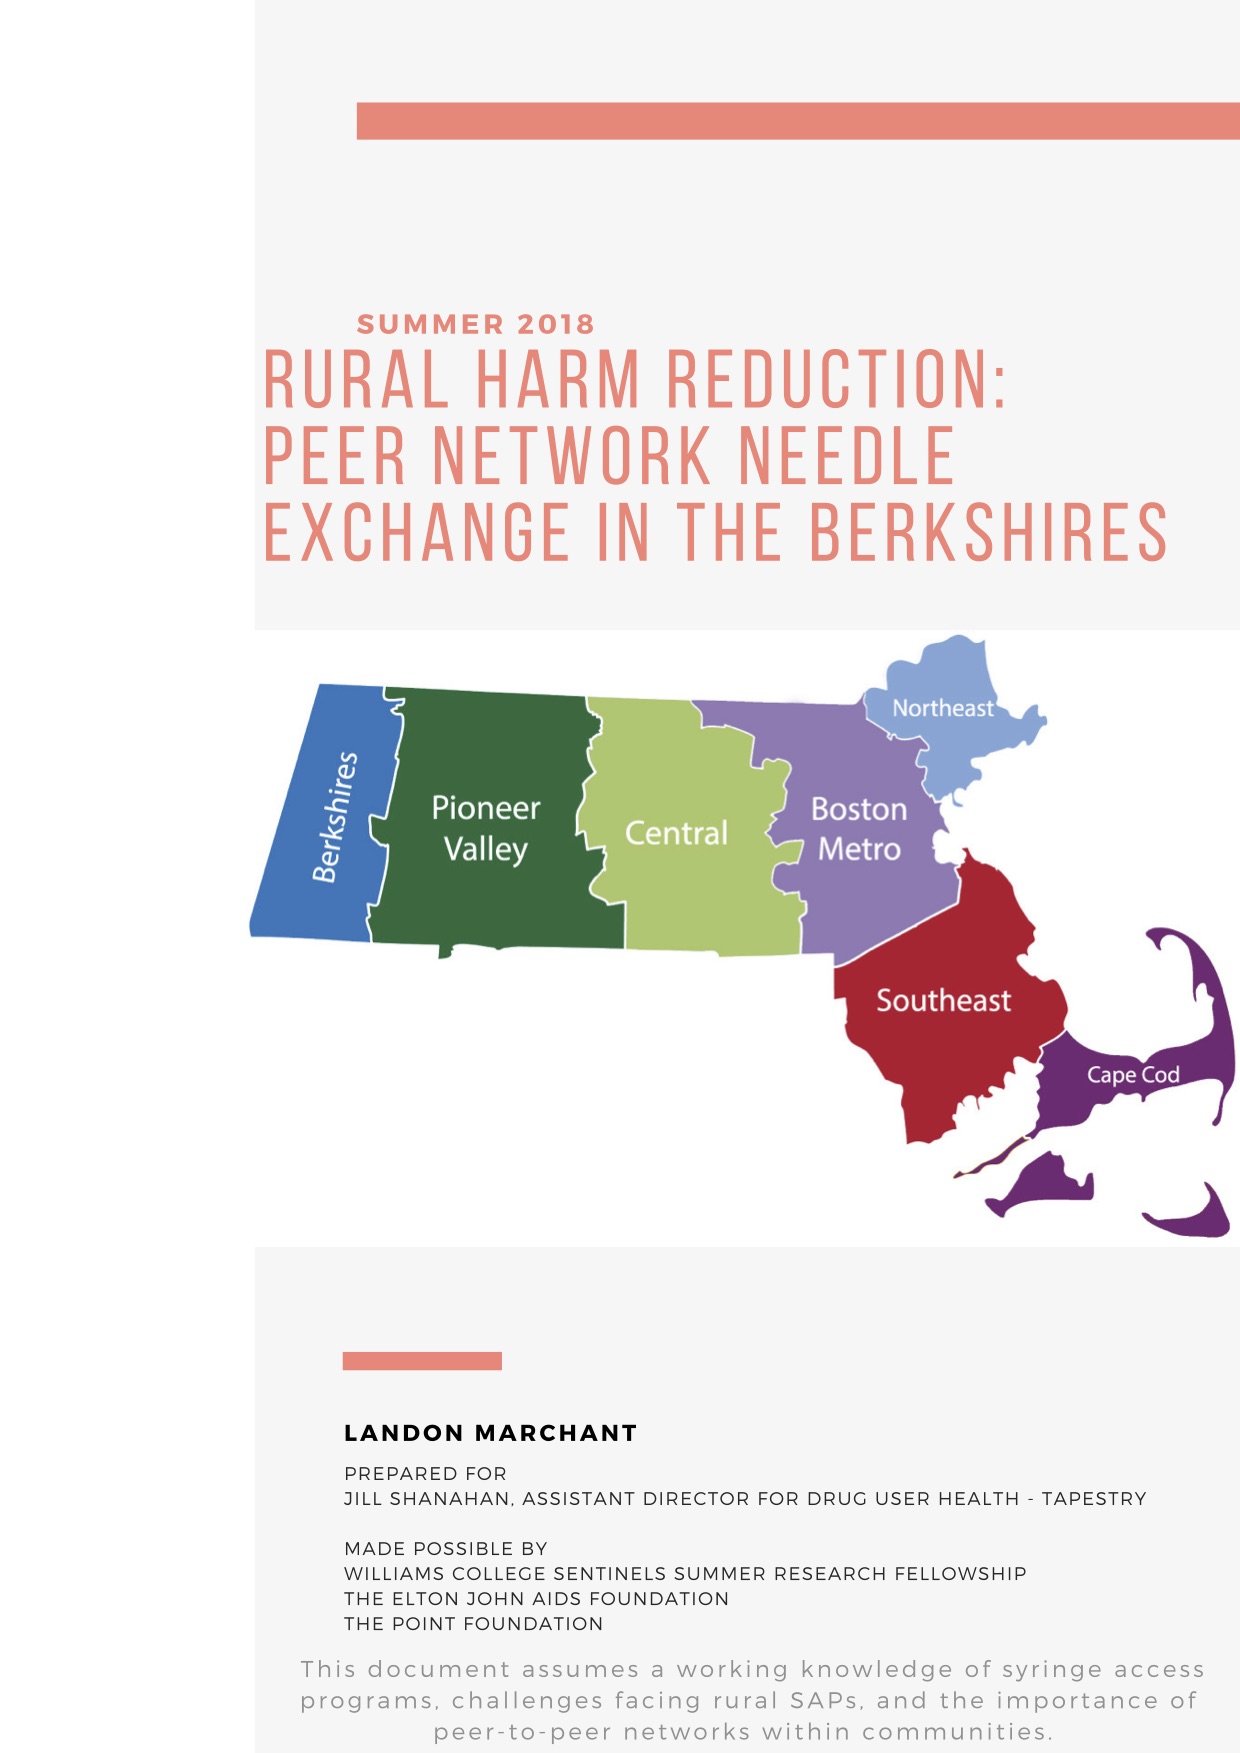 SUMMER 2018
RURAL HARM REDUCTION:
PEER NETWORK NEEDLE
EXCHANGE IN THE BERKSHIRES
Northeast
Berkshires
Pioneer
Valley
Central
Boston
Metro
Southeast
Cape Cod
LANDON MARCHANT
PREPARED FOR
JILL SHANAHAN, ASSISTANT DIRECTOR FOR DRUG USER HEALTH - TAPESTRY
MADE POSSIBLE BY
WILLIAMS COLLEGE SENTINELS SUMMER RESEARCH FELLOWSHIP
THE ELTON JOHN AIDS FOUNDATION
THE POINT FOUNDATION
This document assumes a working knowledge of syringe access
programs, challenges facing rural SAPs, and the importance of
peer-to-peer networks within communities.